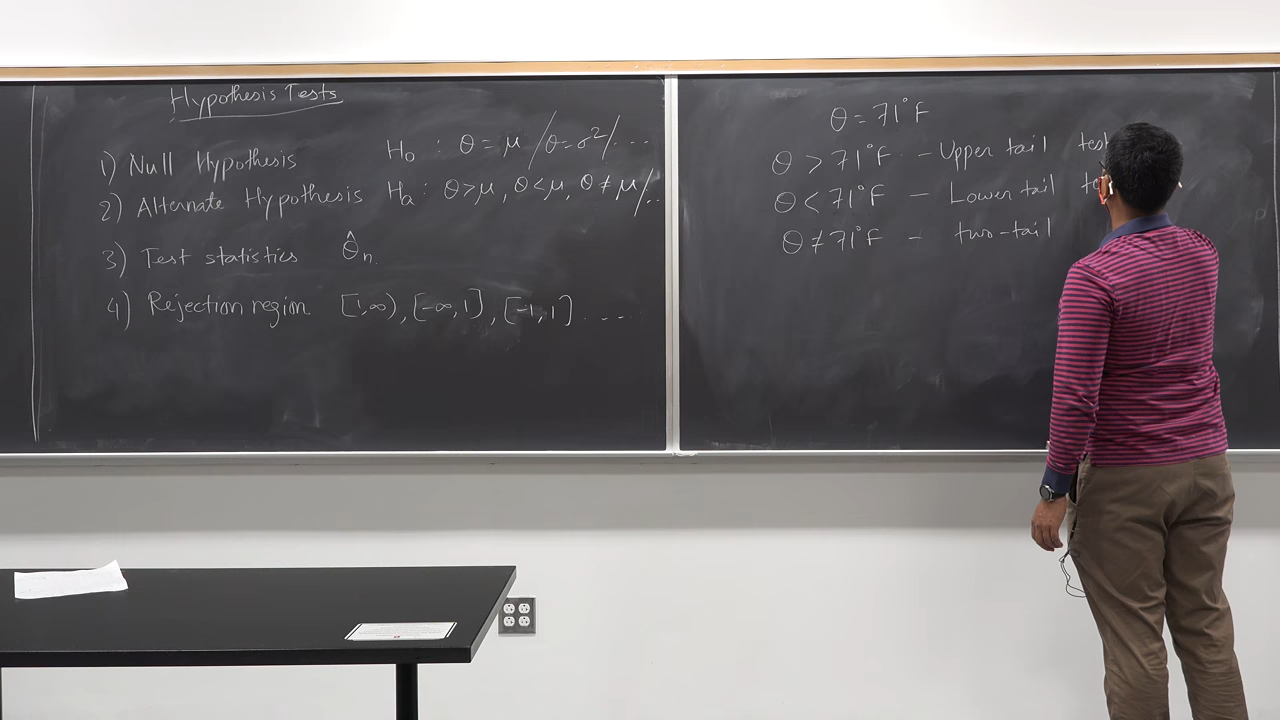 Hypothesis Tests
1) Null Hypothesis H₀ : θ = μ / θ = σ² / ...
2) Alternate Hypothesis Hₐ : θ > μ, θ < μ, θ ≠ μ / ..
3) Test statistics θ̂ₙ
4) Rejection region [1, ∞), [-∞, 1], [-1, 1] ....
θ = 71°F
θ > 71°F - Upper tail test
θ < 71°F - Lower tail
θ ≠ 71°F - two-tail